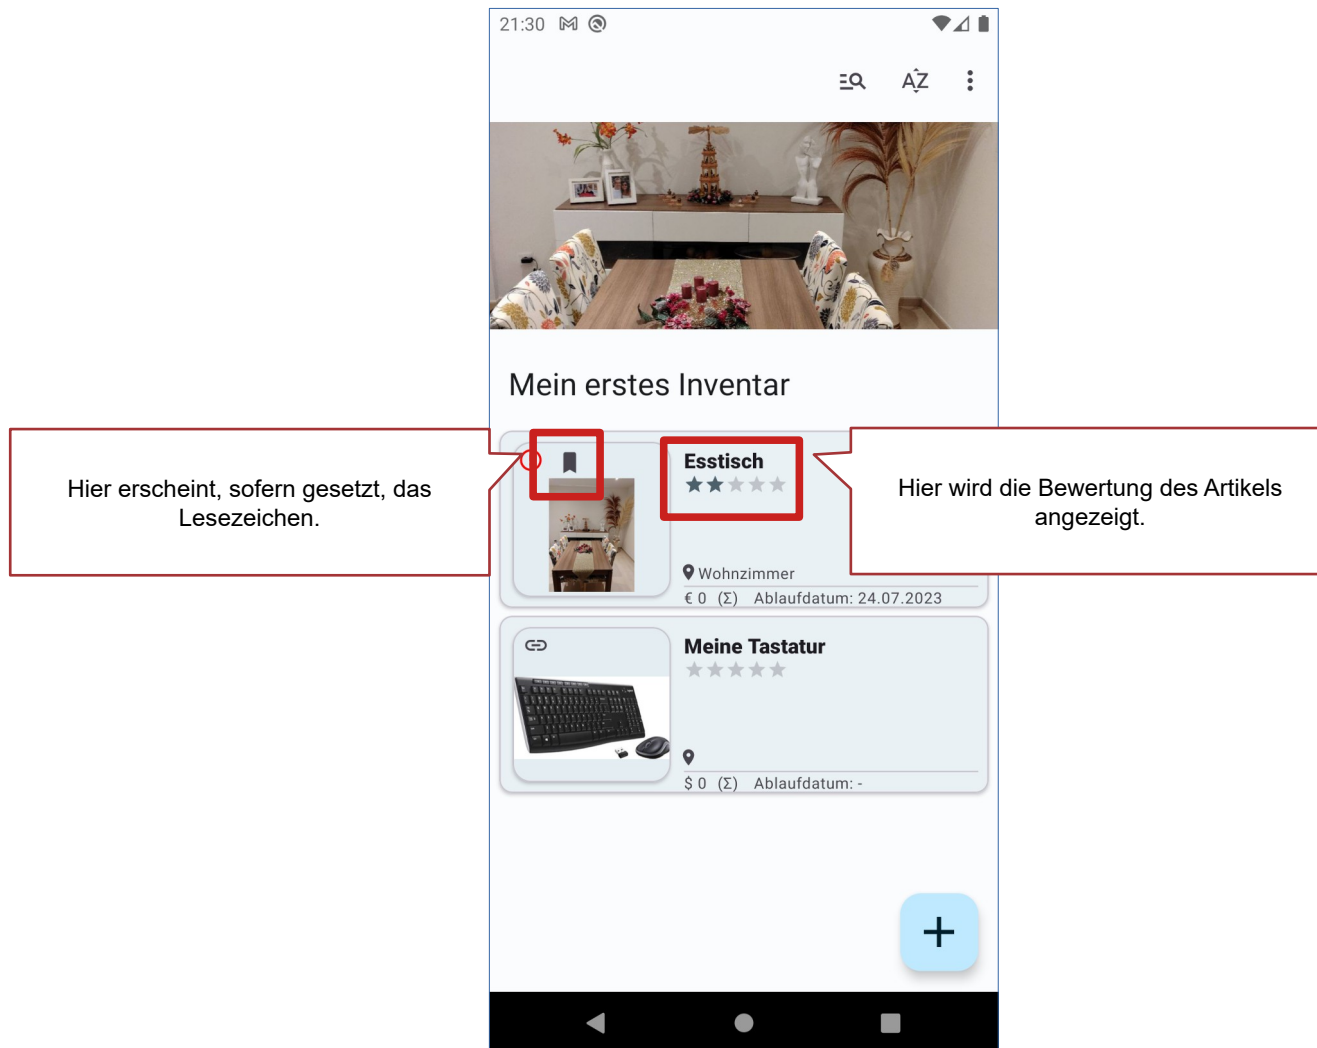 21:30
AZ
Mein erstes Inventar
Hier erscheint, sofern gesetzt, das
Lesezeichen.
Esstisch
Hier wird die Bewertung des Artikels
angezeigt.
Wohnzimmer
€ 0 (Σ) Ablaufdatum: 24.07.2023
Meine Tastatur
$ 0 (Σ) Ablaufdatum: -